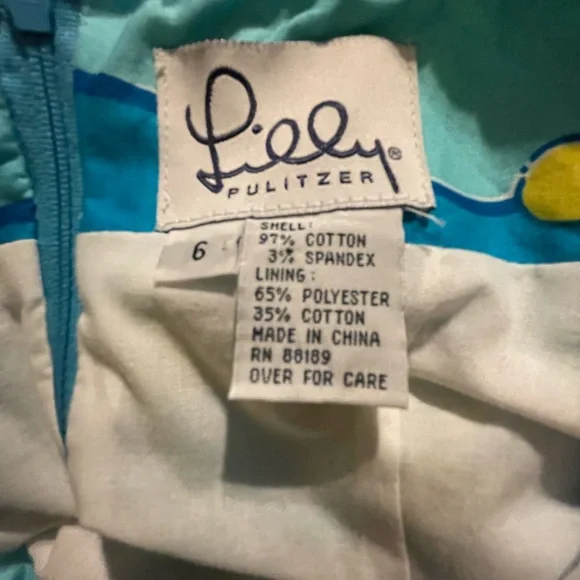 Lilly®
PULITZER
6
SHELL:
97% COTTON
3% SPANDEX
LINING:
65% POLYESTER
35% COTTON
MADE IN CHINA
RN 88189
OVER FOR CARE